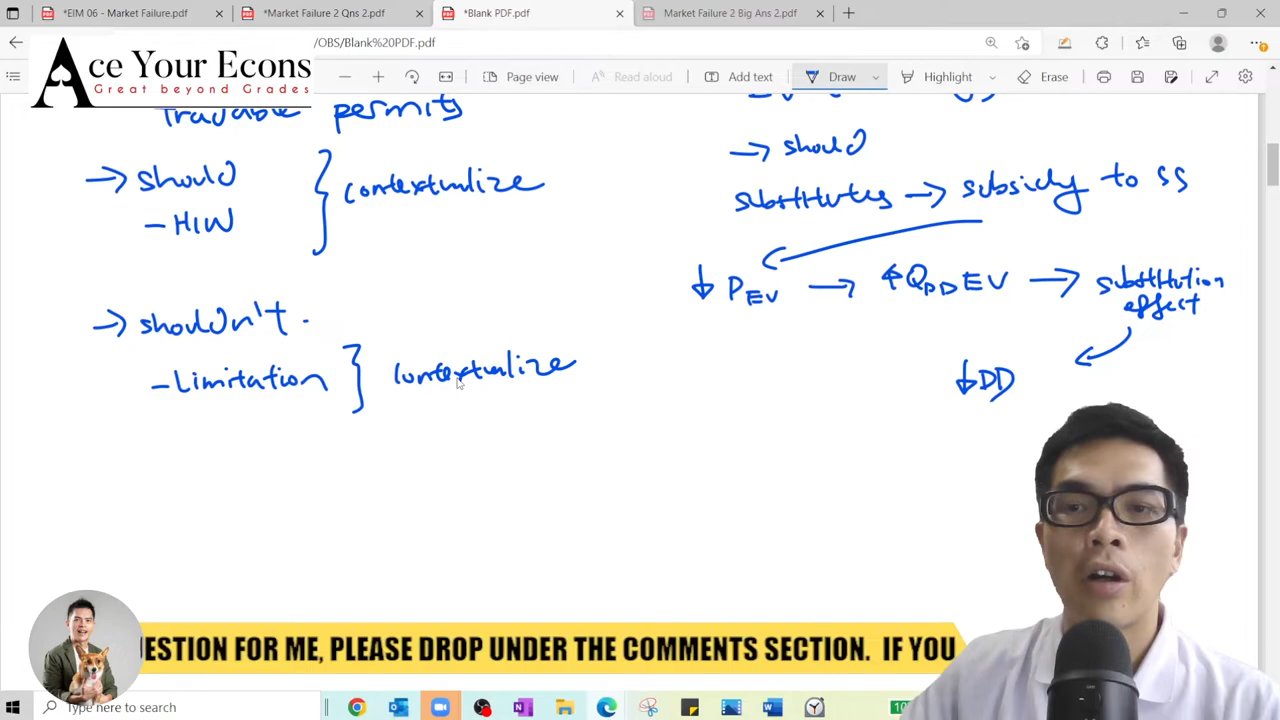 *EIM 06 - Market Failure.pdf
*Market Failure 2 Qns 2.pdf
*Blank PDF.pdf
Market Failure 2 Big Ans 2.pdf
/OBS/Blank%20PDF.pdf
Ace Your Econs
Great beyond Grades
Page view
Read aloud
Add text
Draw
Highlight
Erase
Tradable permits
→ should
- HIW
contextualize
→ shouldn't.
- Limitation
contextualize
→ should
substitutes → subsidy to SS
↓ PEV → ↑QDD EV → substitution
effect
↓DD
UESTION FOR ME, PLEASE DROP UNDER THE COMMENTS SECTION. IF YOU
Type here to search